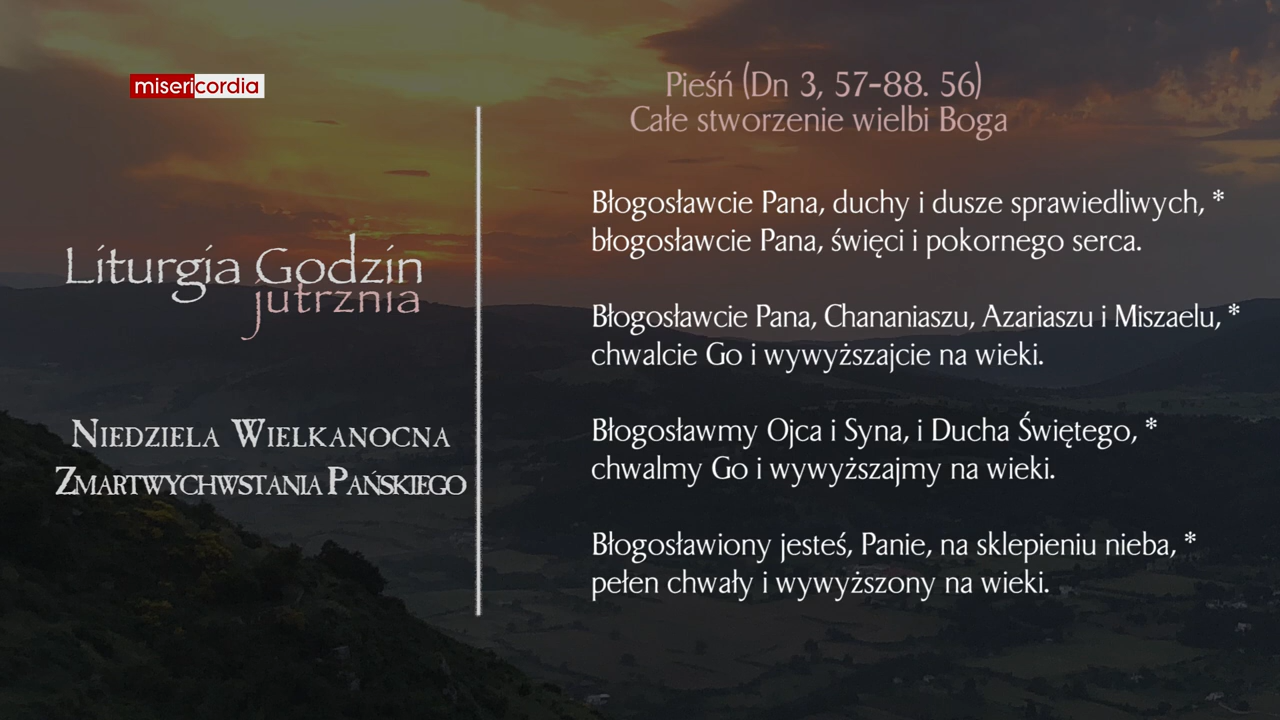 misericordia
Liturgia Godzin
jutrznia
Niedziela Wielkanocna
Zmartwychwstania Pańskiego
Pieśń (Dn 3, 57-88. 56)
Całe stworzenie wielbi Boga
Błogosławcie Pana, duchy i dusze sprawiedliwych, *
błogosławcie Pana, święci i pokornego serca.
Błogosławcie Pana, Chananiaszu, Azariaszu i Miszaelu, *
chwalcie Go i wywyższajcie na wieki.
Błogosławmy Ojca i Syna, i Ducha Świętego, *
chwalmy Go i wywyższajmy na wieki.
Błogosławiony jesteś, Panie, na sklepieniu nieba, *
pełen chwały i wywyższony na wieki.